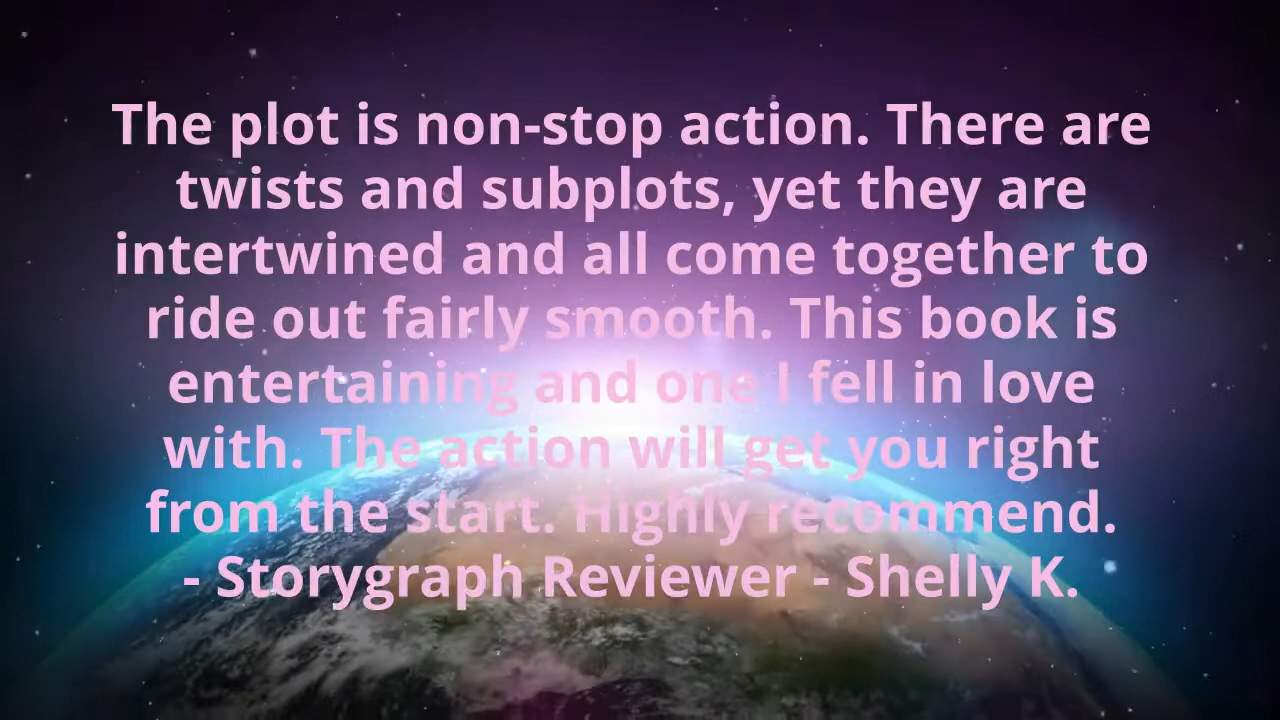 The plot is non-stop action. There are
twists and subplots, yet they are
intertwined and all come together to
ride out fairly smooth. This book is
entertaining and one I fell in love
with. The action will get you right
from the start. Highly recommend.
- Storygraph Reviewer - Shelly K.